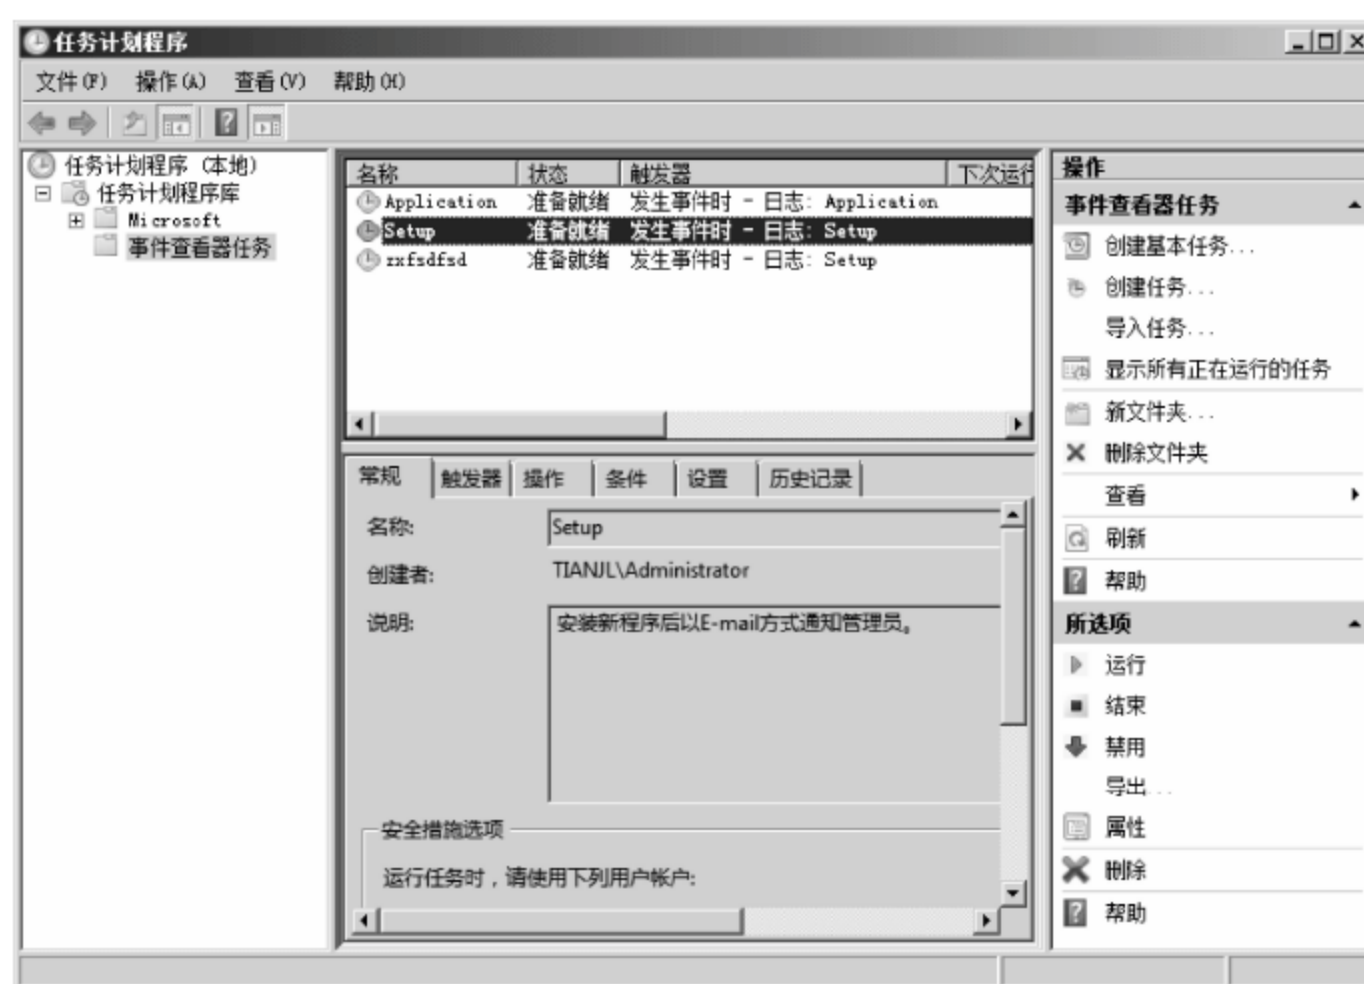 任务计划程序
文件(F) 操作(A) 查看(V) 帮助(H)
任务计划程序 (本地)
任务计划程序库
Microsoft
事件查看器任务
名称 状态 触发器 下次运行
Application 准备就绪 发生事件时 - 日志: Application
Setup 准备就绪 发生事件时 - 日志: Setup
rxfsdfsd 准备就绪 发生事件时 - 日志: Setup
常规 触发器 操作 条件 设置 历史记录
名称: Setup
创建者: TIANJL\Administrator
说明: 安装新程序后以E-mail方式通知管理员。
安全措施选项
运行任务时，请使用下列用户帐户:
操作
事件查看器任务
创建基本任务...
创建任务...
导入任务...
显示所有正在运行的任务
新文件夹...
删除文件夹
查看
刷新
帮助
所选项
运行
结束
禁用
导出...
属性
删除
帮助